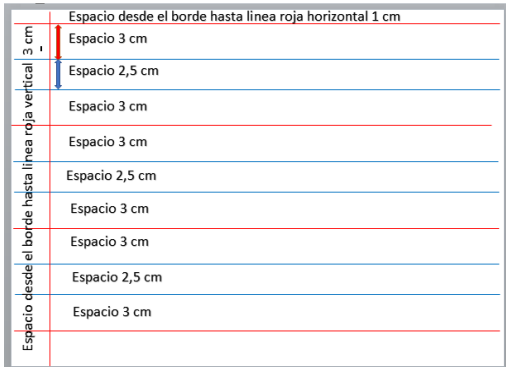 Espacio desde el borde hasta linea roja horizontal 1 cm
Espacio desde el borde hasta linea roja vertical 3 cm
Espacio 3 cm
Espacio 2,5 cm
Espacio 3 cm
Espacio 3 cm
Espacio 2,5 cm
Espacio 3 cm
Espacio 3 cm
Espacio 2,5 cm
Espacio 3 cm